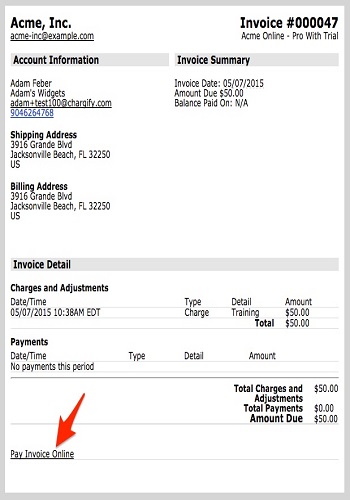 Acme, Inc.
Invoice #000047
acme-inc@example.com
Acme Online - Pro With Trial
Account Information
Invoice Summary
Adam Feber
Adam's Widgets
adam+test100@chargify.com
9046264768
Invoice Date: 05/07/2015
Amount Due $50.00
Balance Paid On: N/A
Shipping Address
3916 Grande Blvd
Jacksonville Beach, FL 32250
US
Billing Address
3916 Grande Blvd
Jacksonville Beach, FL 32250
US
Invoice Detail
Charges and Adjustments
Date/Time Type Detail Amount
05/07/2015 10:38AM EDT Charge Training $50.00
Total $50.00
Payments
Date/Time Type Detail Amount
No payments this period
Total Charges and $50.00
Adjustments
Total Payments $0.00
Amount Due $50.00
Pay Invoice Online